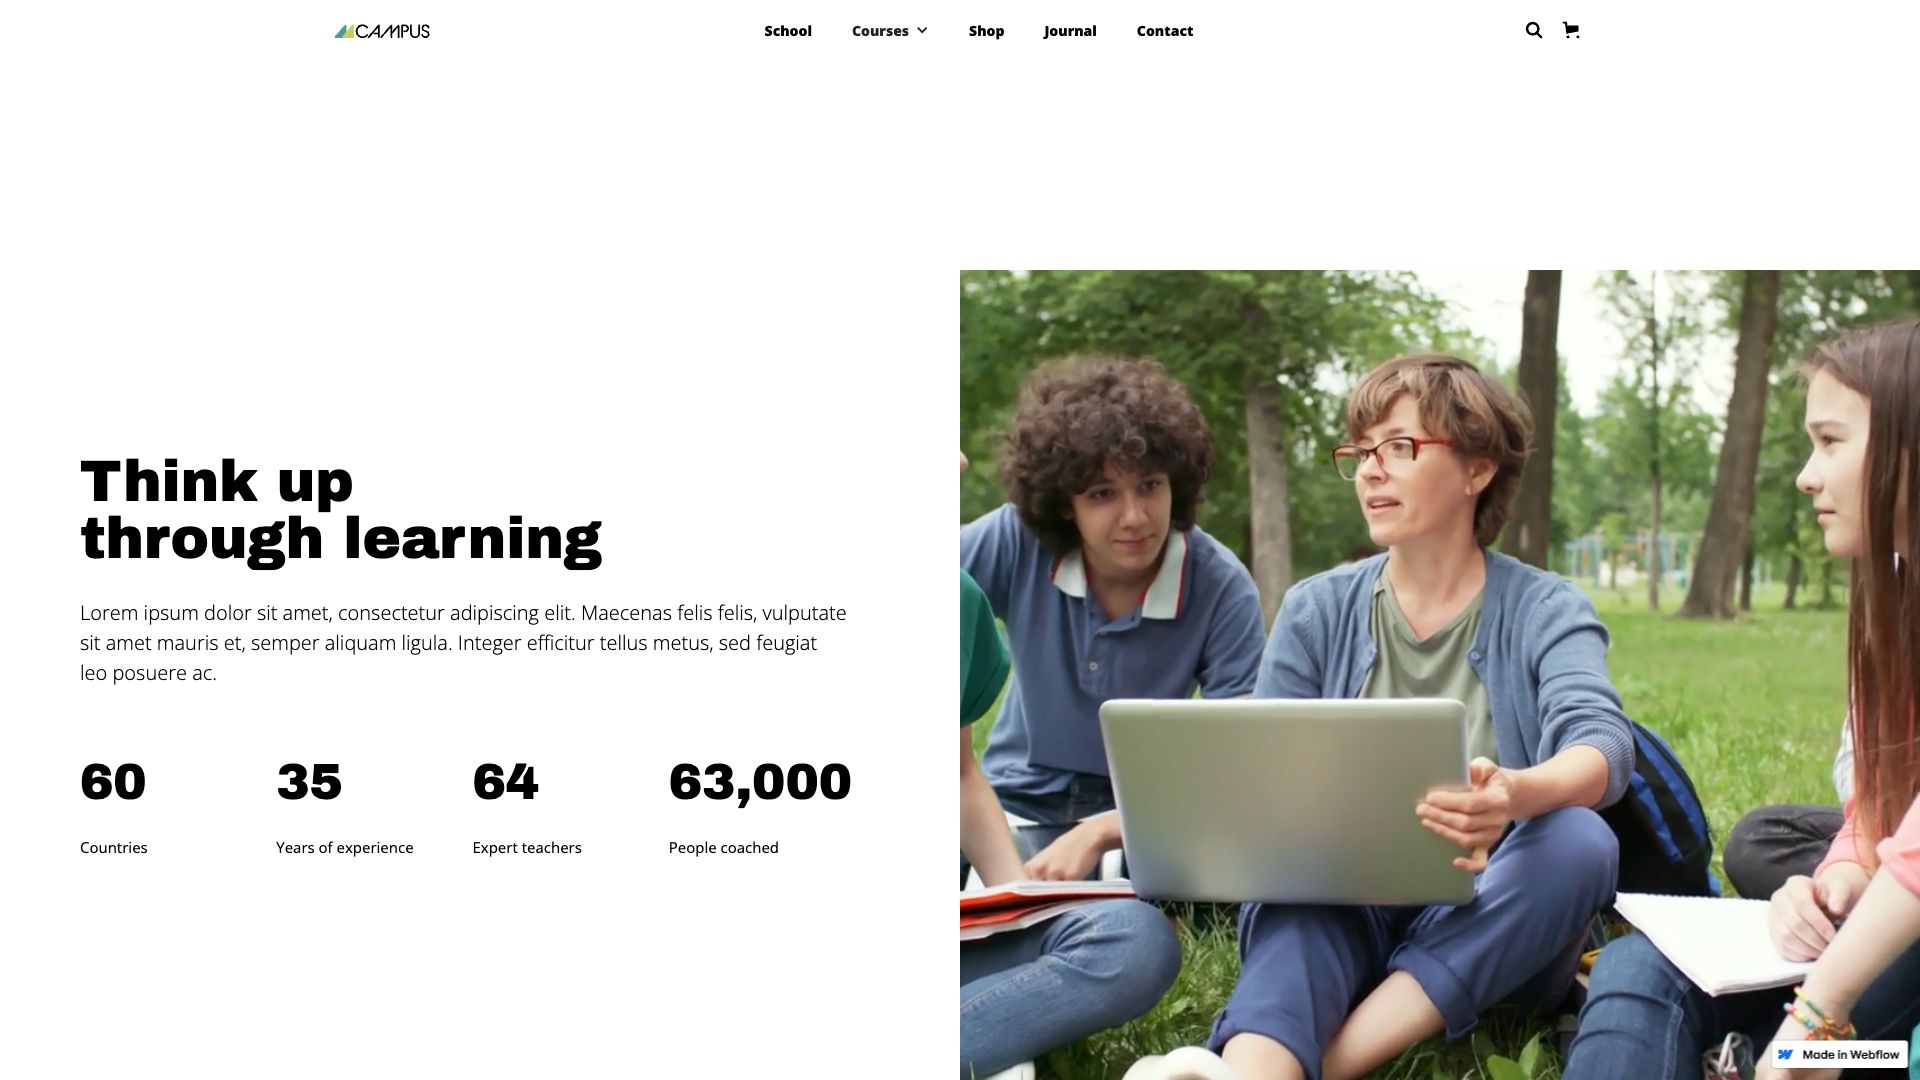 CAMPUS
School
Courses
Shop
Journal
Contact
Think up
through learning
Lorem ipsum dolor sit amet, consectetur adipiscing elit. Maecenas felis felis, vulputate
sit amet mauris et, semper aliquam ligula. Integer efficitur tellus metus, sed feugiat
leo posuere ac.
60
Countries
35
Years of experience
64
Expert teachers
63,000
People coached
Made in Webflow